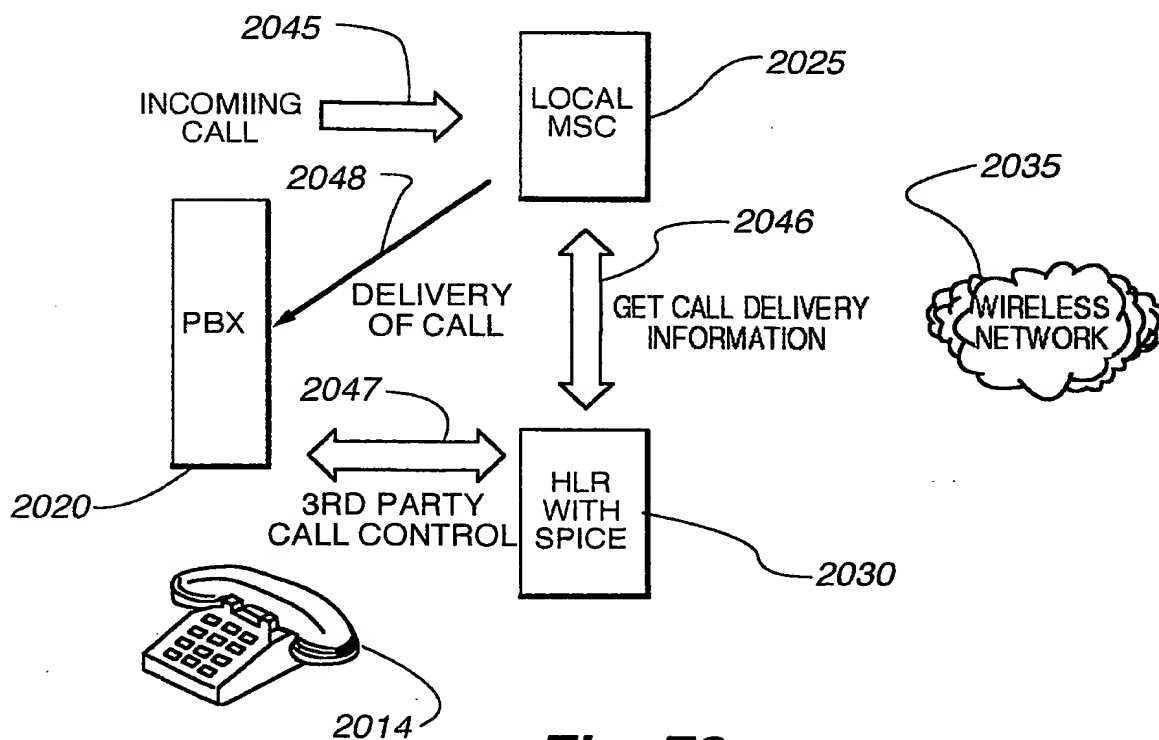 2045
INCOMIING
CALL
LOCAL
MSC
2025
2048
2035
2046
PBX
DELIVERY
OF CALL
GET CALL DELIVERY
INFORMATION
WIRELESS
NETWORK
2047
2020
3RD PARTY
CALL CONTROL
HLR
WITH
SPICE
2030
2014